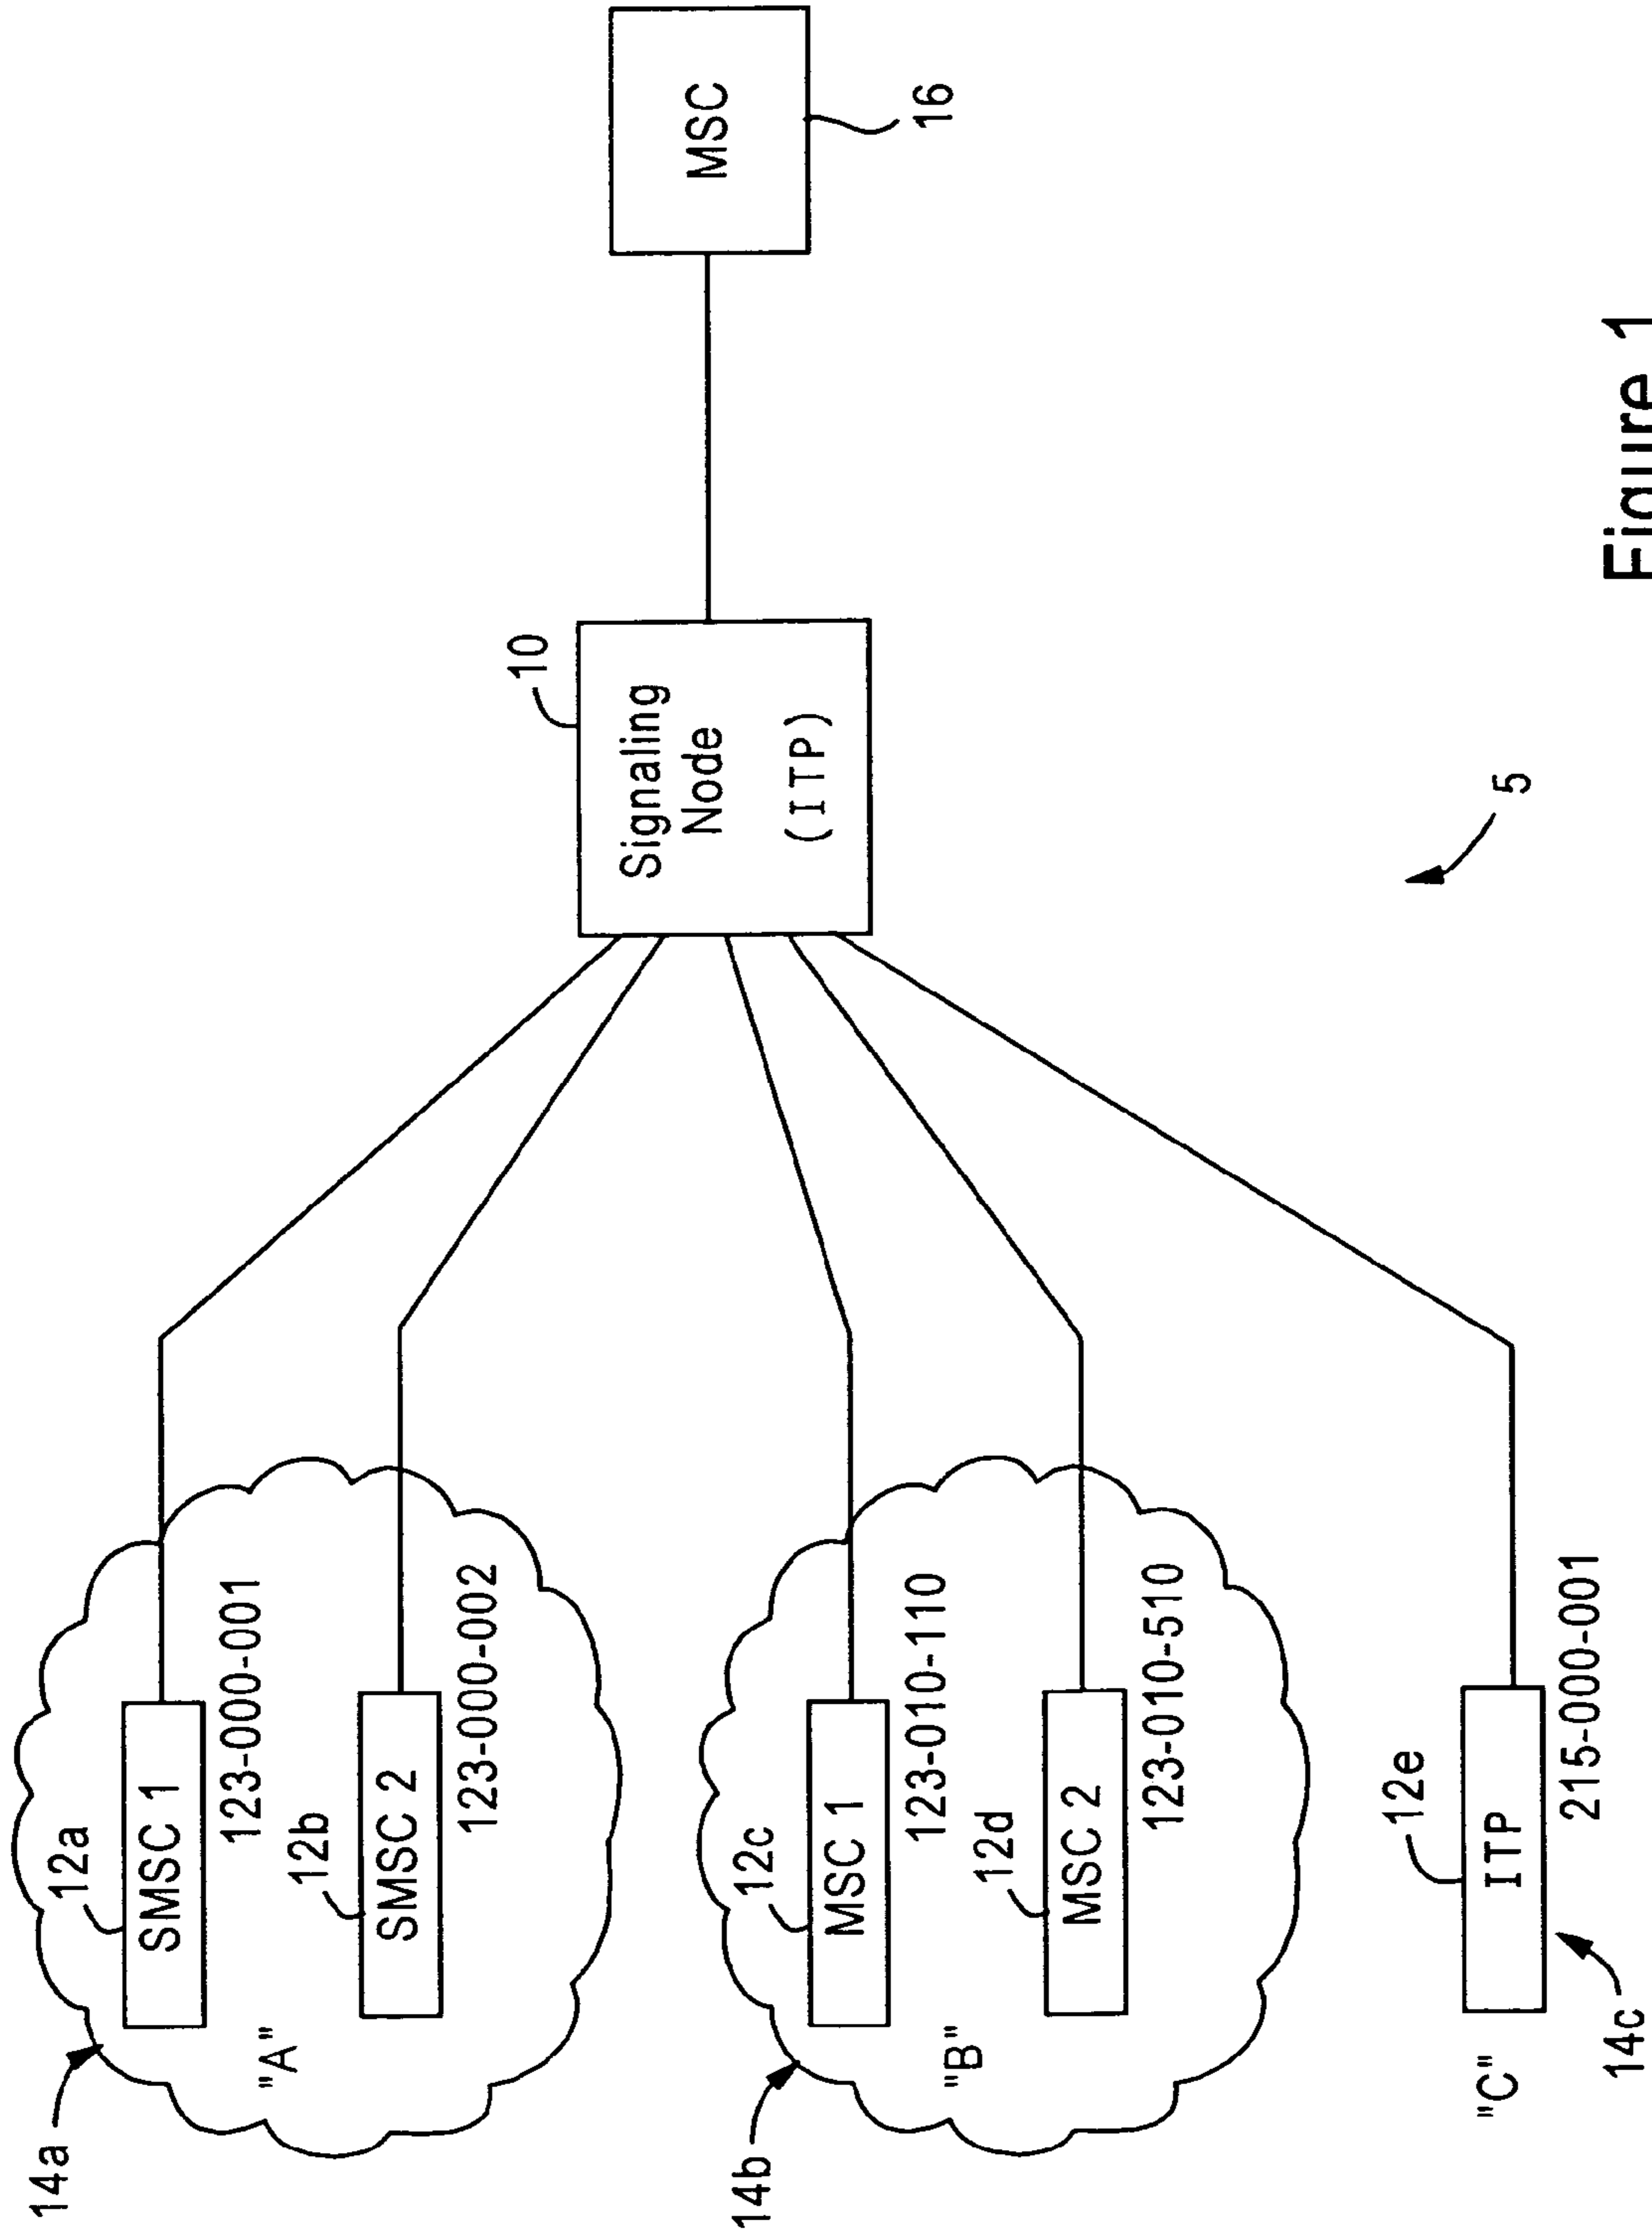 14a
12a
SMSC 1
123-000-001
12b
SMSC 2
123-000-002
"A"
14b
12c
MSC 1
123-010-110
12d
MSC 2
123-010-510
"B"
12e
ITP
215-000-001
"C"
14c
10
Signaling
Node
(ITP)
MSC
16
5
Figure 1